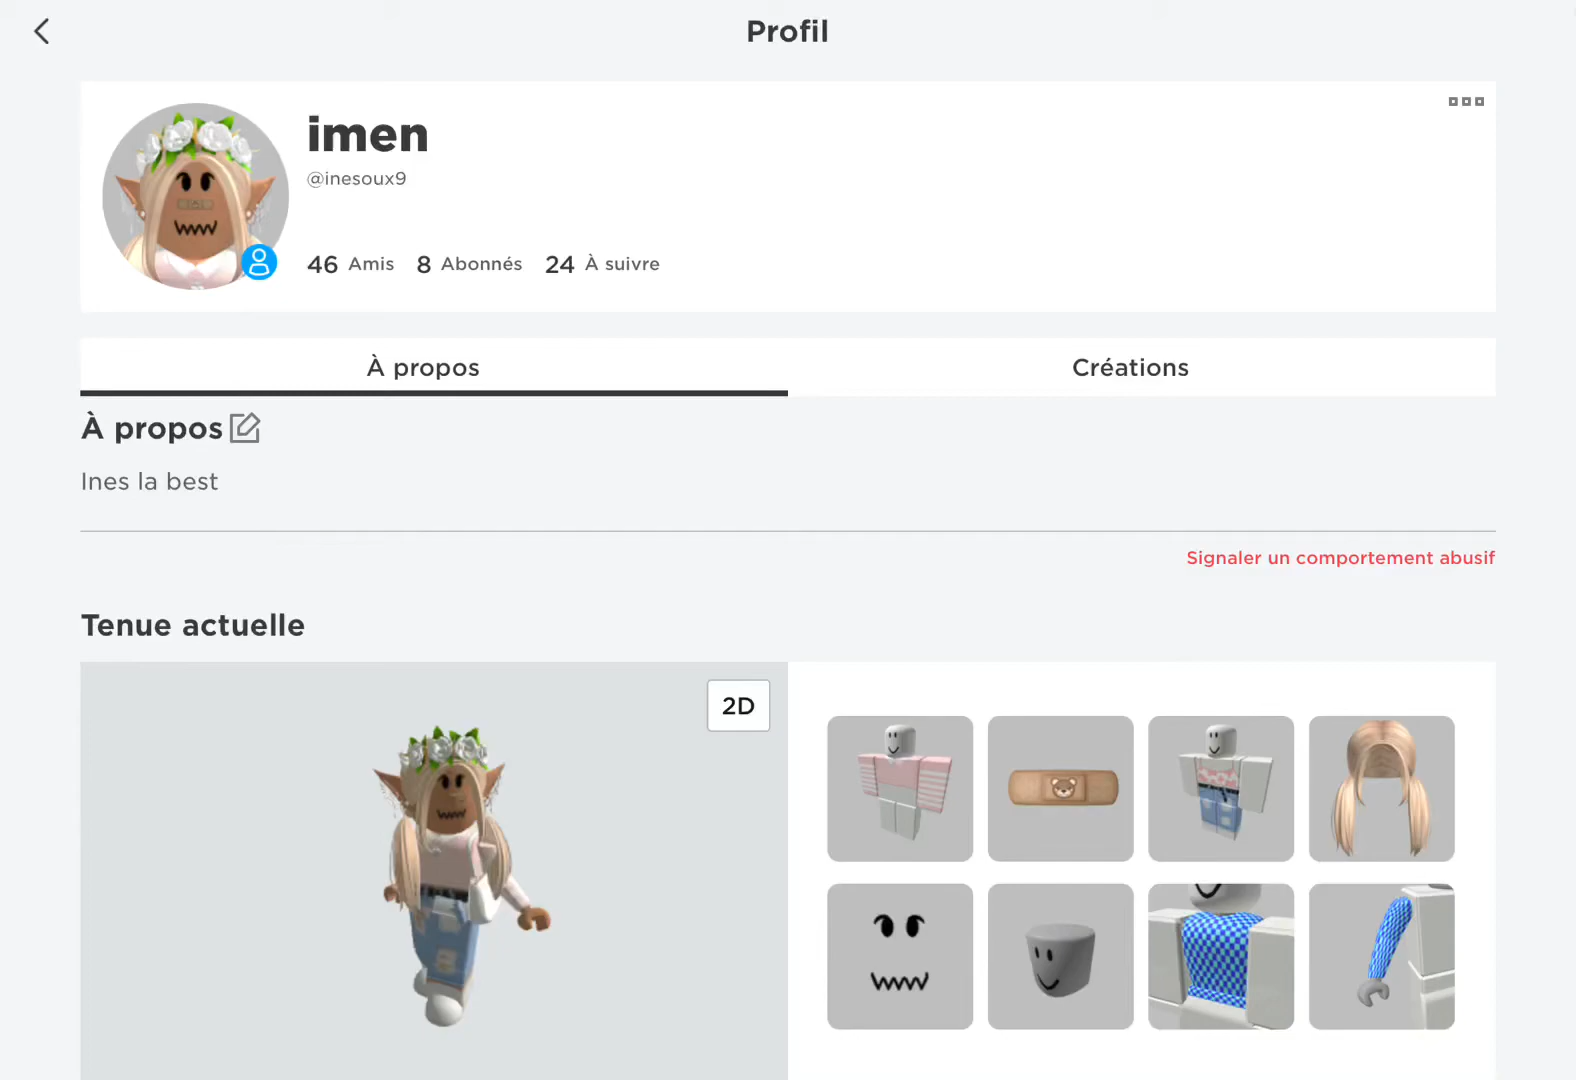 Profil
imen
@inesoux9
46 Amis 8 Abonnés 24 À suivre
À propos Créations
À propos
Ines la best
Signaler un comportement abusif
Tenue actuelle
2D